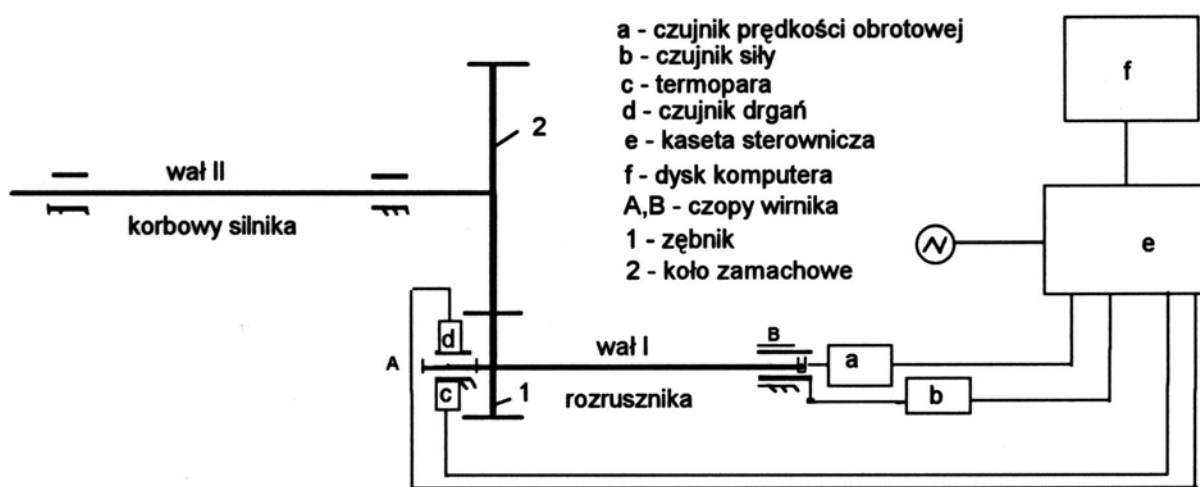 a - czujnik prędkości obrotowej
b - czujnik siły
c - termopara
d - czujnik drgań
e - kaseta sterownicza
f - dysk komputera
A,B - czopy wirnika
1 - zębnik
2 - koło zamachowe
f
2
wał II
korbowy silnika
e
d
A
c
1
wał I
rozrusznika
B
a
b